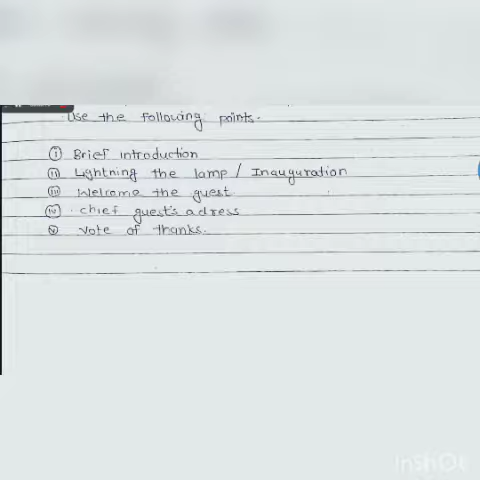 Use the following points.
(i) Brief introduction
(ii) Lightning the lamp / Inauguration
(iii) Welcome the guest
(iv) chief guest's adress
(v) vote of thanks.
InShOt